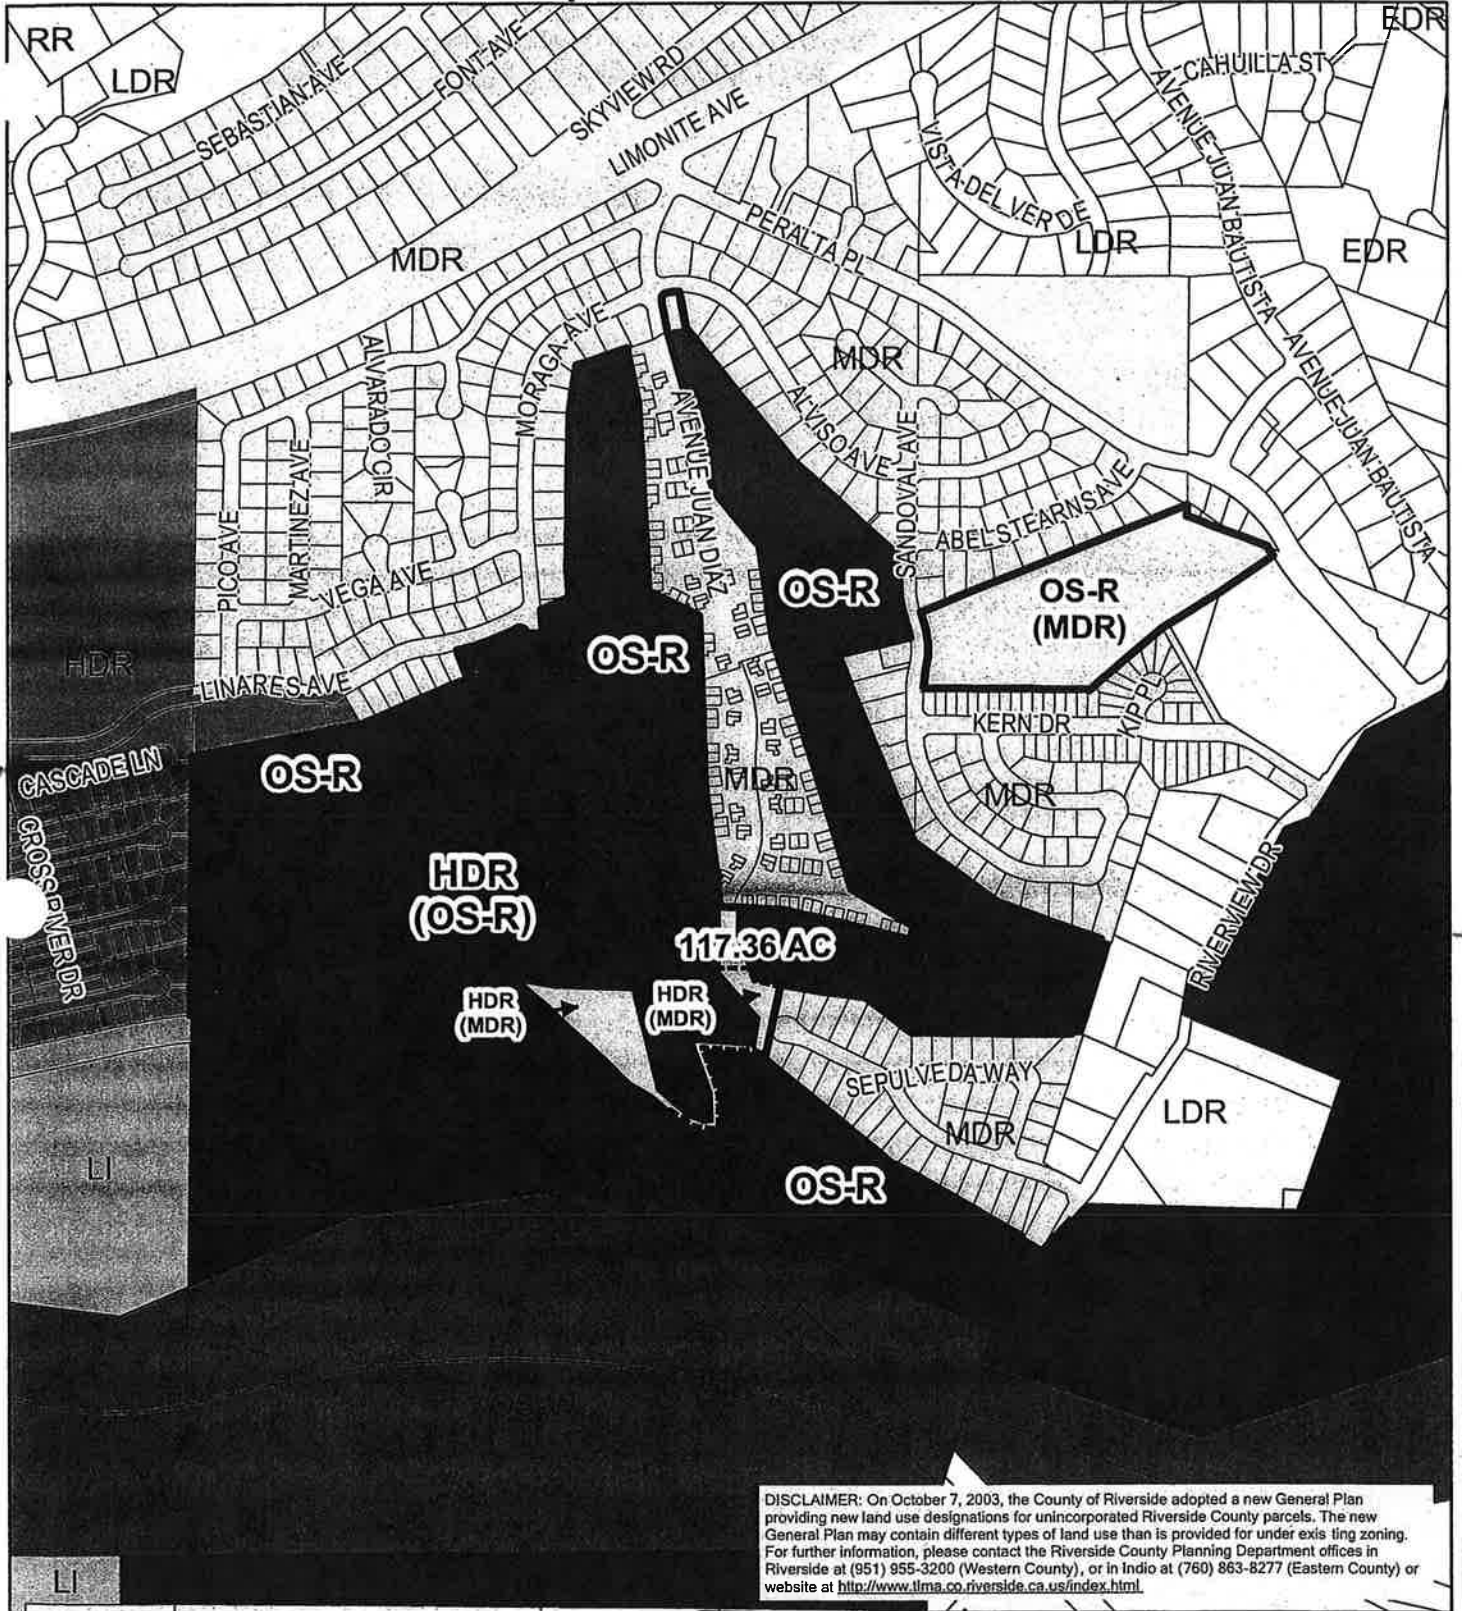 RR
LDR
EDR
SEBASTIAN AVE
FONT AVE
SKYVIEW RD
LIMONITE AVE
CAHUILLA ST
AVENUE JUAN BAUTISTA
VISTA DEL VERDE
LDR
EDR
PERALTA PL
MDR
MORAGA AVE
ALVARADO CIR
MDR
AVENUE JUAN BAUTISTA
ALVISO AVE
AVENUE JUAN DIAZ
SANDOVAL AVE
MARTINEZ AVE
PICO AVE
ABEL STEARNS AVE
VEGA AVE
OS-R
OS-R
(MDR)
OS-R
HDR
LINARES AVE
KIP PL
KERN DR
CASCADE LN
OS-R
MDR
MDR
CROSS RIVER DR
HDR
(OS-R)
RIVERVIEW DR
117.36 AC
HDR
(MDR)
HDR
(MDR)
SEPULVEDA WAY
LDR
MDR
LI
OS-R
DISCLAIMER: On October 7, 2003, the County of Riverside adopted a new General Plan
providing new land use designations for unincorporated Riverside County parcels. The new
General Plan may contain different types of land use than is provided for under exis ting zoning.
For further information, please contact the Riverside County Planning Department offices in
Riverside at (951) 955-3200 (Western County), or in Indio at (760) 863-8277 (Eastern County) or
website at http://www.tlma.co.riverside.ca.us/index.html
LI